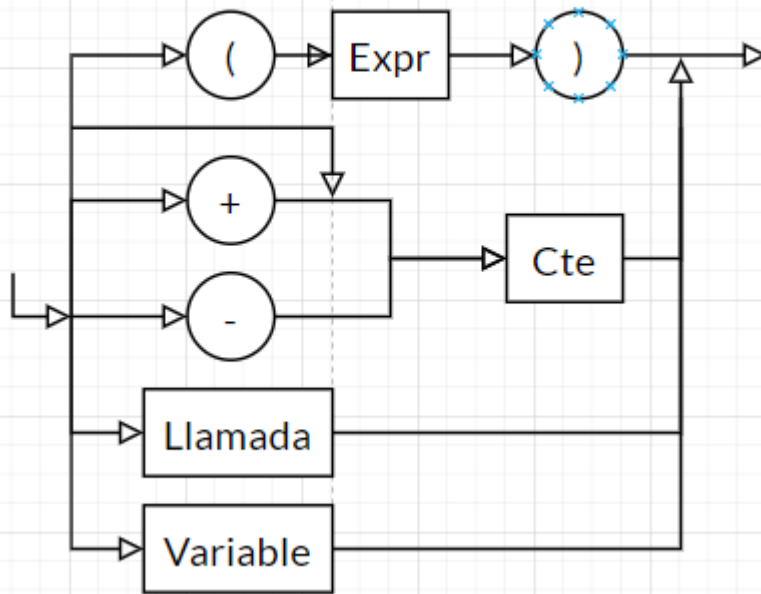 ( Expr )
+
Cte
-
Llamada
Variable